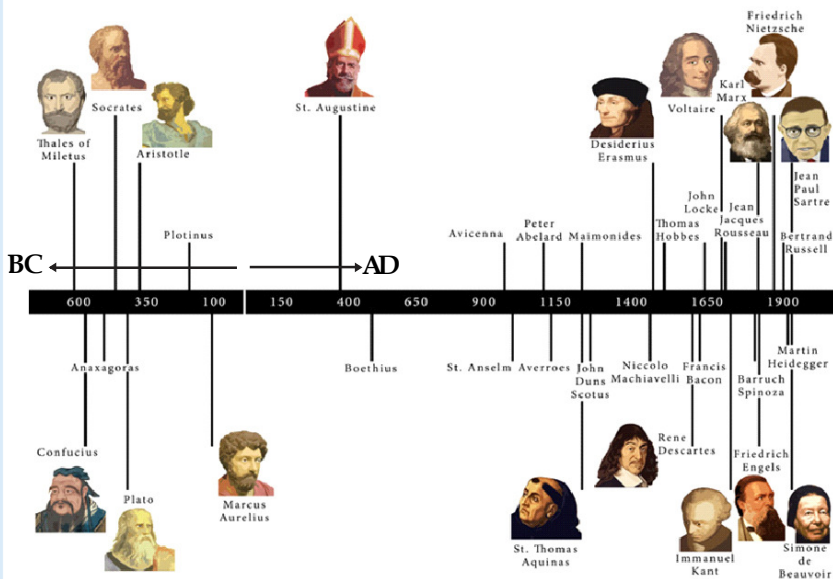 Friedrich
Nietzsche
Socrates
St. Augustine
Voltaire
Karl
Marx
Thales of
Miletus
Aristotle
Desiderius
Erasmus
Jean
Paul
Sartre
Plotinus
Avicenna
Peter
Abelard
Maimonides
Thomas
Hobbes
John
Locke
Jean
Jacques
Rousseau
Bertrand
Russell
BC
AD
600 350 100 150 400 650 900 1150 1400 1650 1900
Anaxagoras
Boethius
St. Anselm
Averroes
John
Duns
Scotus
Niccolo
Machiavelli
Francis
Bacon
Barruch
Spinoza
Martin
Heidegger
Confucius
Plato
Marcus
Aurelius
St. Thomas
Aquinas
Rene
Descartes
Immanuel
Kant
Friedrich
Engels
Simone
de
Beauvoir